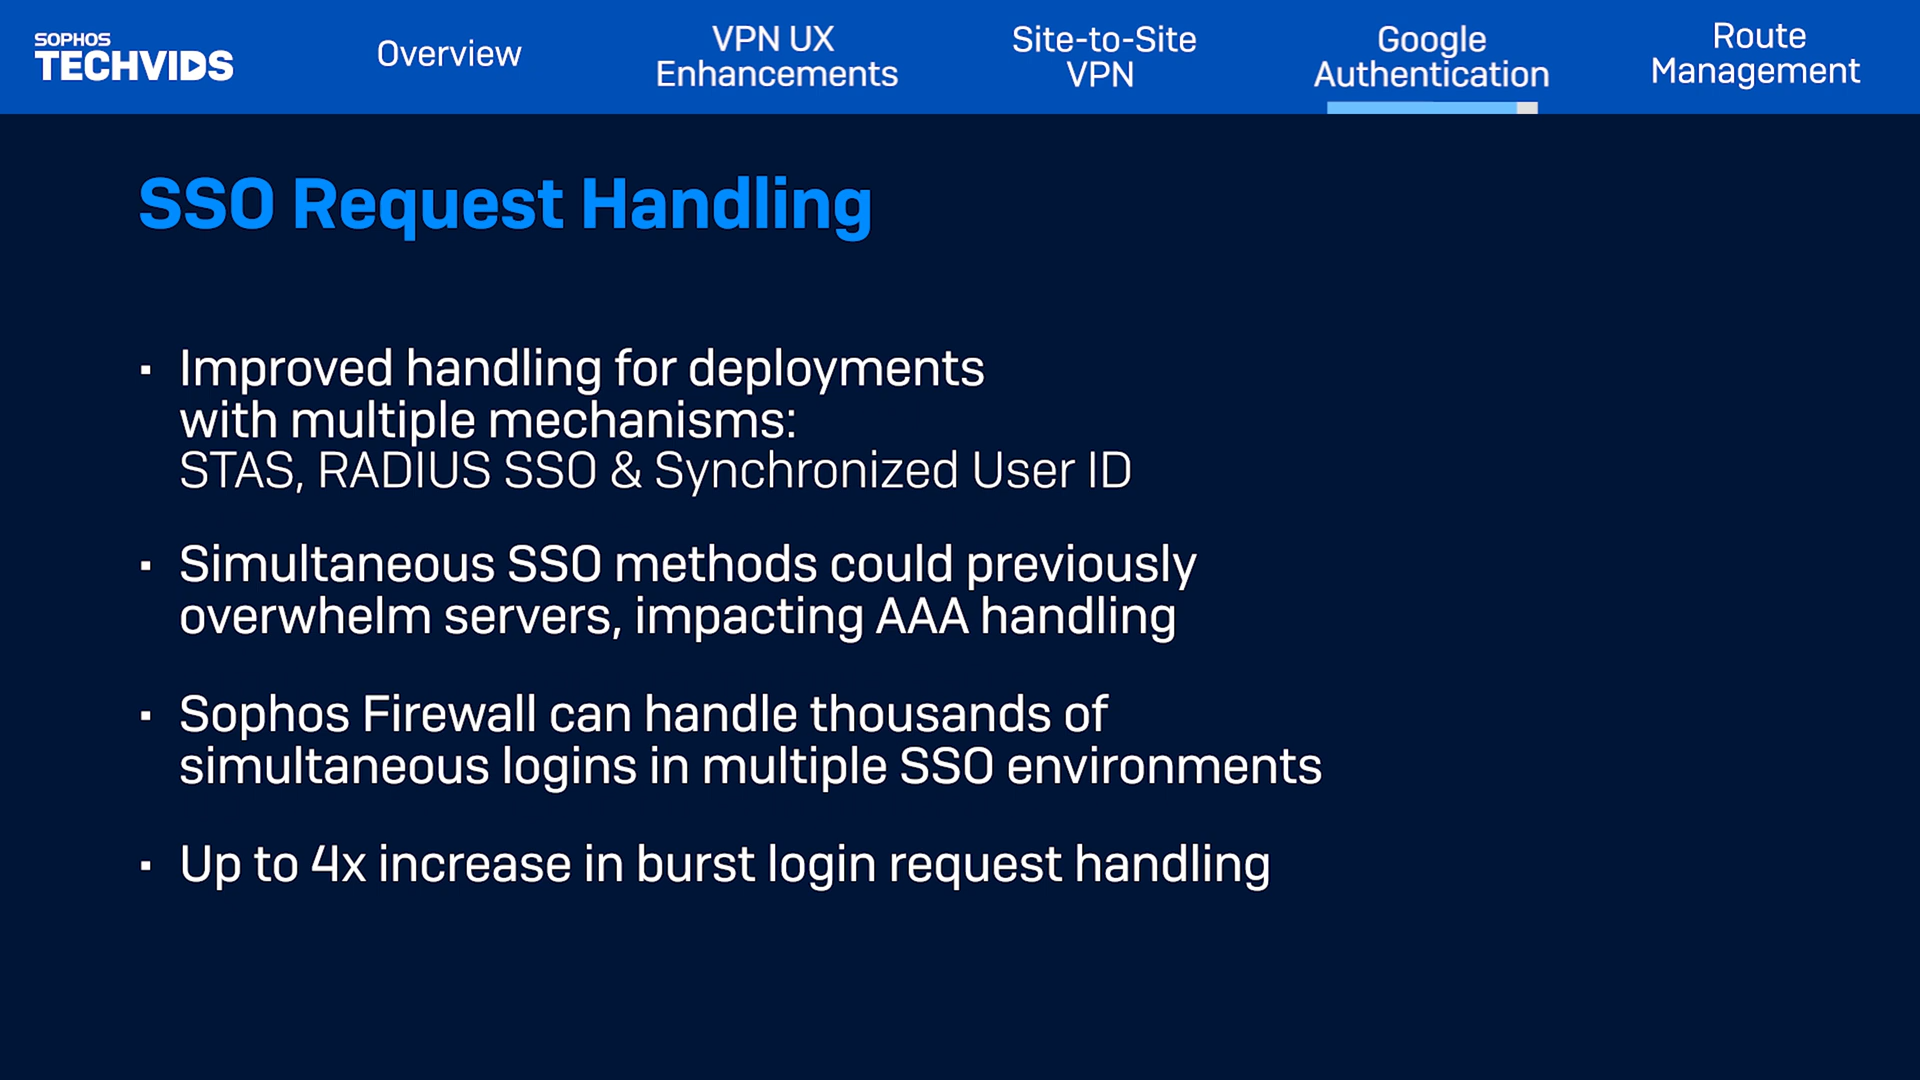 SOPHOS
TECHVIDS
Overview
VPN UX
Enhancements
Site-to-Site
VPN
Google
Authentication
Route
Management
SSO Request Handling
▪ Improved handling for deployments
with multiple mechanisms:
STAS, RADIUS SSO & Synchronized User ID
▪ Simultaneous SSO methods could previously
overwhelm servers, impacting AAA handling
▪ Sophos Firewall can handle thousands of
simultaneous logins in multiple SSO environments
▪ Up to 4x increase in burst login request handling